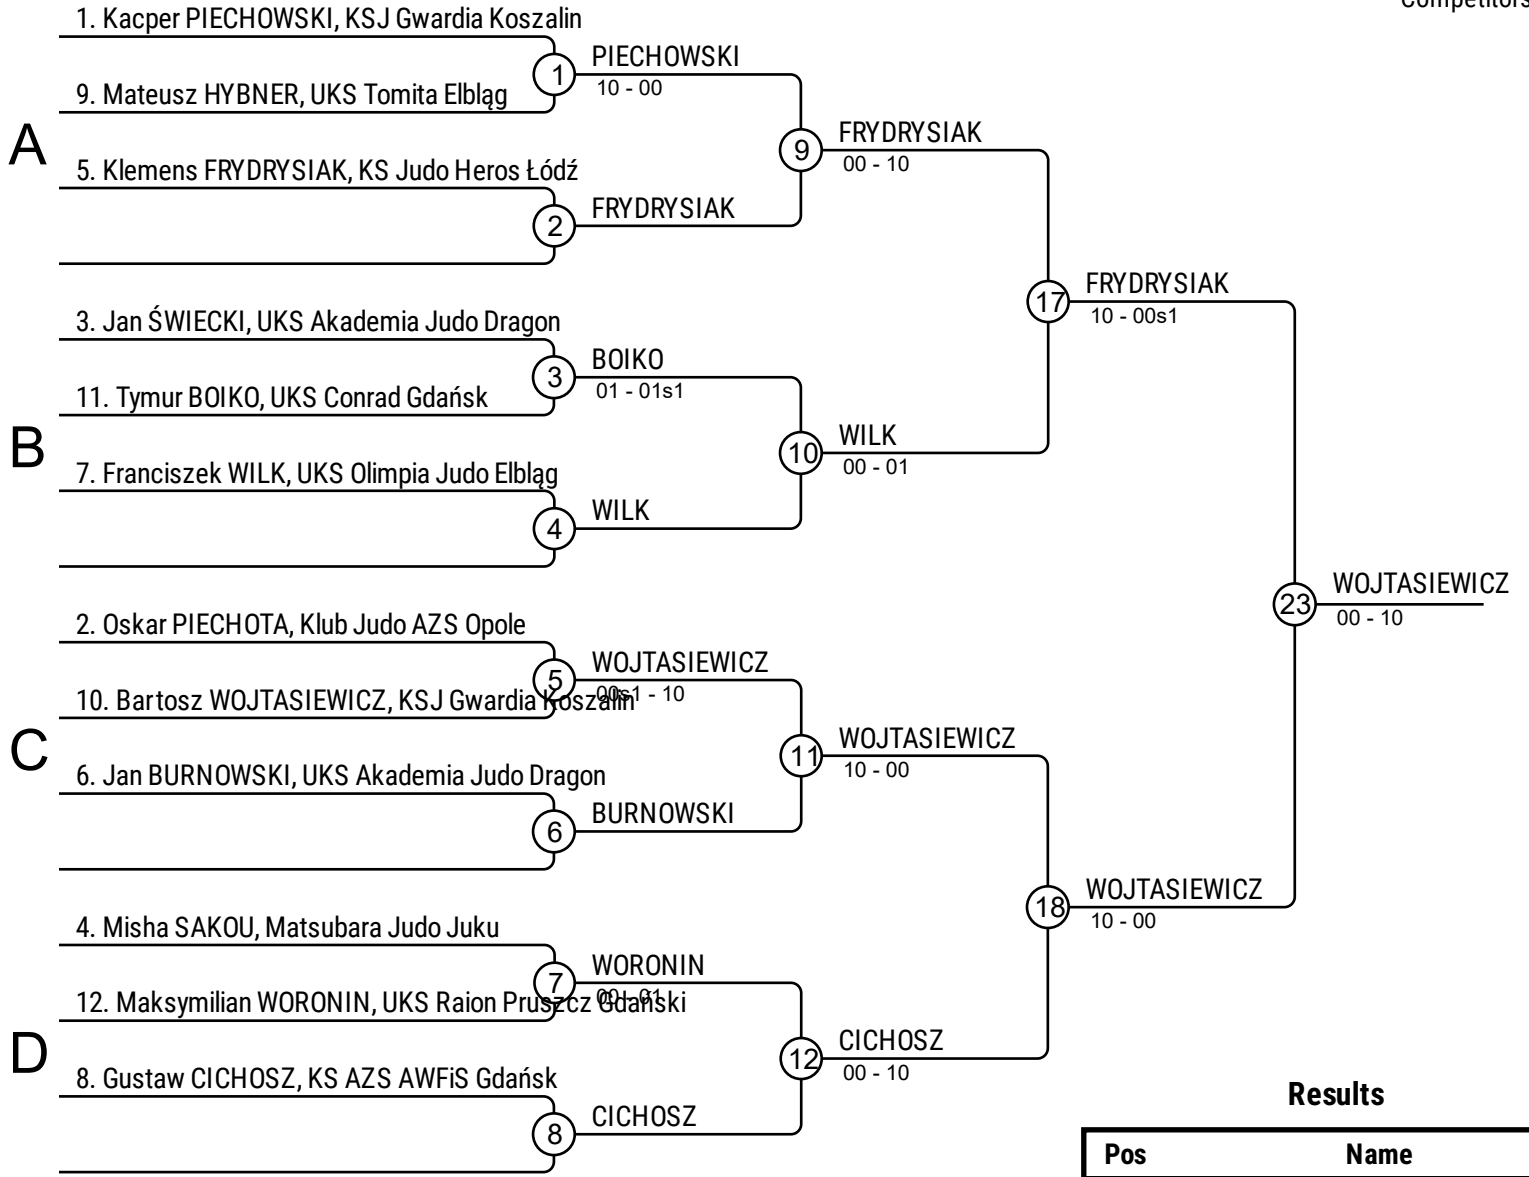 Competitors
1. Kacper PIECHOWSKI, KSJ Gwardia Koszalin
1
PIECHOWSKI
10 - 00
9. Mateusz HYBNER, UKS Tomita Elbląg
A
9
FRYDRYSIAK
00 - 10
5. Klemens FRYDRYSIAK, KS Judo Heros Łódź
2
FRYDRYSIAK
17
FRYDRYSIAK
10 - 00s1
3. Jan ŚWIECKI, UKS Akademia Judo Dragon
3
BOIKO
01 - 01s1
11. Tymur BOIKO, UKS Conrad Gdańsk
B
10
WILK
00 - 01
7. Franciszek WILK, UKS Olimpia Judo Elbląg
4
WILK
23
WOJTASIEWICZ
00 - 10
2. Oskar PIECHOTA, Klub Judo AZS Opole
5
WOJTASIEWICZ
00s1 - 10
10. Bartosz WOJTASIEWICZ, KSJ Gwardia Koszalin
C
11
WOJTASIEWICZ
10 - 00
6. Jan BURNOWSKI, UKS Akademia Judo Dragon
6
BURNOWSKI
18
WOJTASIEWICZ
10 - 00
4. Misha SAKOU, Matsubara Judo Juku
7
WORONIN
00 - 01
12. Maksymilian WORONIN, UKS Raion Pruszcz Gdański
D
12
CICHOSZ
00 - 10
8. Gustaw CICHOSZ, KS AZS AWFiS Gdańsk
8
CICHOSZ
Results
Pos Name